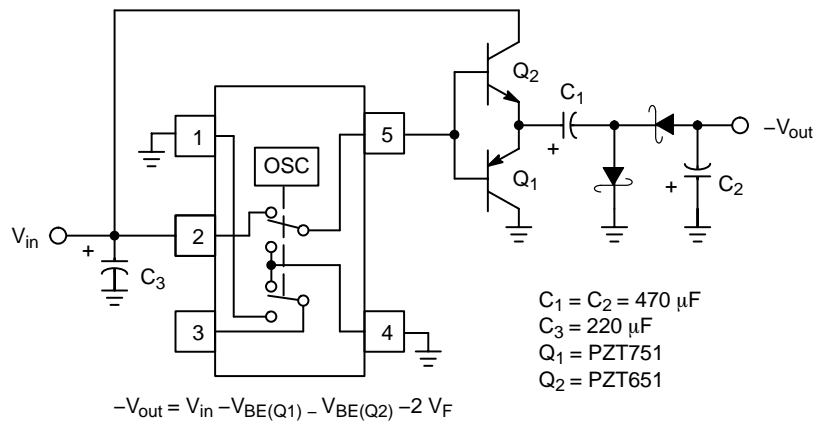 Q2
C1
1
5
+
−Vout
OSC
Q1
+
C2
Vin
2
+
C3
3
4
C1 = C2 = 470 μF
C3 = 220 μF
Q1 = PZT751
Q2 = PZT651
−Vout = Vin −VBE(Q1) − VBE(Q2) −2 VF